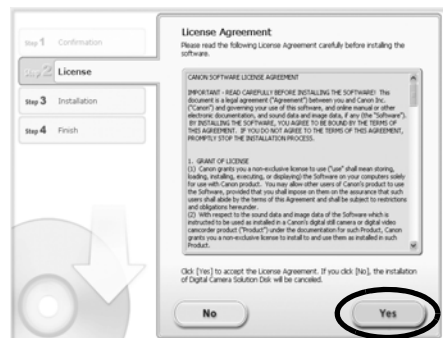 Step 1 Confirmation
Step 2 License
Step 3 Installation
Step 4 Finish
License Agreement
Please read the following License Agreement carefully before installing the
software.
CANON SOFTWARE LICENSE AGREEMENT
IMPORTANT - READ CAREFULLY BEFORE INSTALLING THE SOFTWARE! This
document is a legal agreement ("Agreement") between you and Canon Inc.
("Canon") and governing your use of this software, and online manual or other
electronic documentation, and sound data and image data, if any (the "Software").
BY INSTALLING THE SOFTWARE, YOU AGREE TO BE BOUND BY THE TERMS OF
THIS AGREEMENT. IF YOU DO NOT AGREE TO THE TERMS OF THIS AGREEMENT,
PROMPTLY STOP THE INSTALLATION PROCESS.
1. GRANT OF LICENSE
(1) Canon grants you a non-exclusive license to use ("use" shall mean storing,
loading, installing, executing, or displaying) the Software on your computers solely
for use with Canon product. You may allow other users of Canon's product to use
the Software, provided that you shall impose on them on the assurance that such
users shall abide by the terms of this Agreement and shall be subject to restrictions
and obligations hereunder.
(2) With respect to the sound data and image data of the Software which is
instructed to be used as installed in a Canon's digital still camera or digital video
camcorder product ("Product") under the documentation for such Product, Canon
grants you a non-exclusive license to install to and use them as installed in such
Product.
Click [Yes] to accept the License Agreement. If you click [No], the installation
of Digital Camera Solution Disk will be canceled.
No
Yes